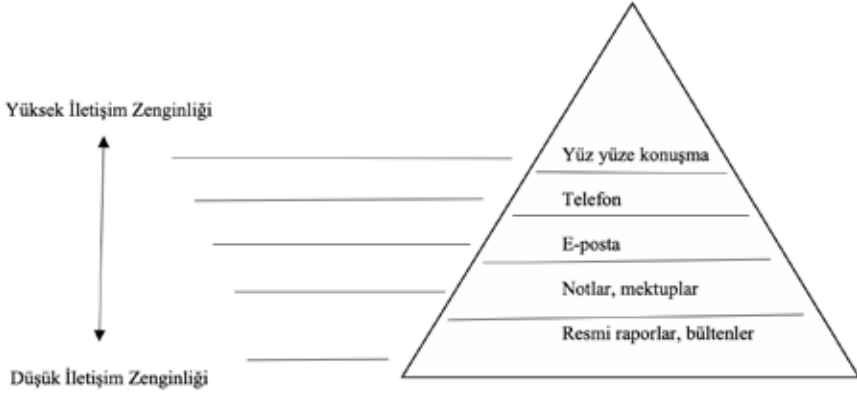 Yüksek İletişim Zenginliği
Yüz yüze konuşma
Telefon
E-posta
Notlar, mektuplar
Resmi raporlar, bültenler
Düşük İletişim Zenginliği